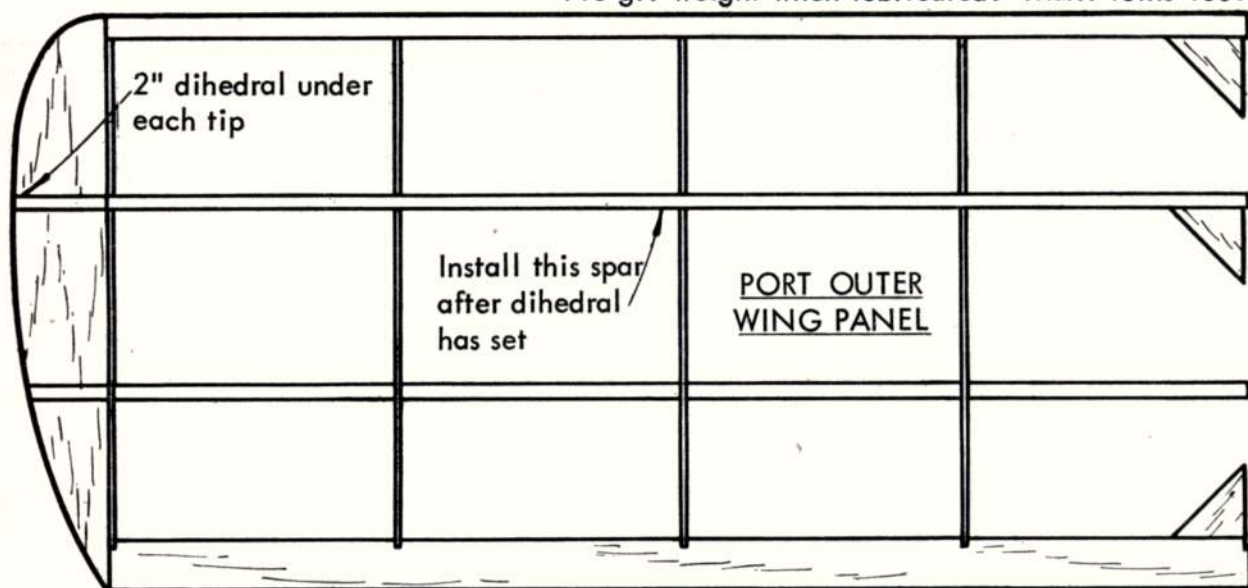 2" dihedral under
each tip
Install this spar
after dihedral
has set
PORT OUTER
WING PANEL